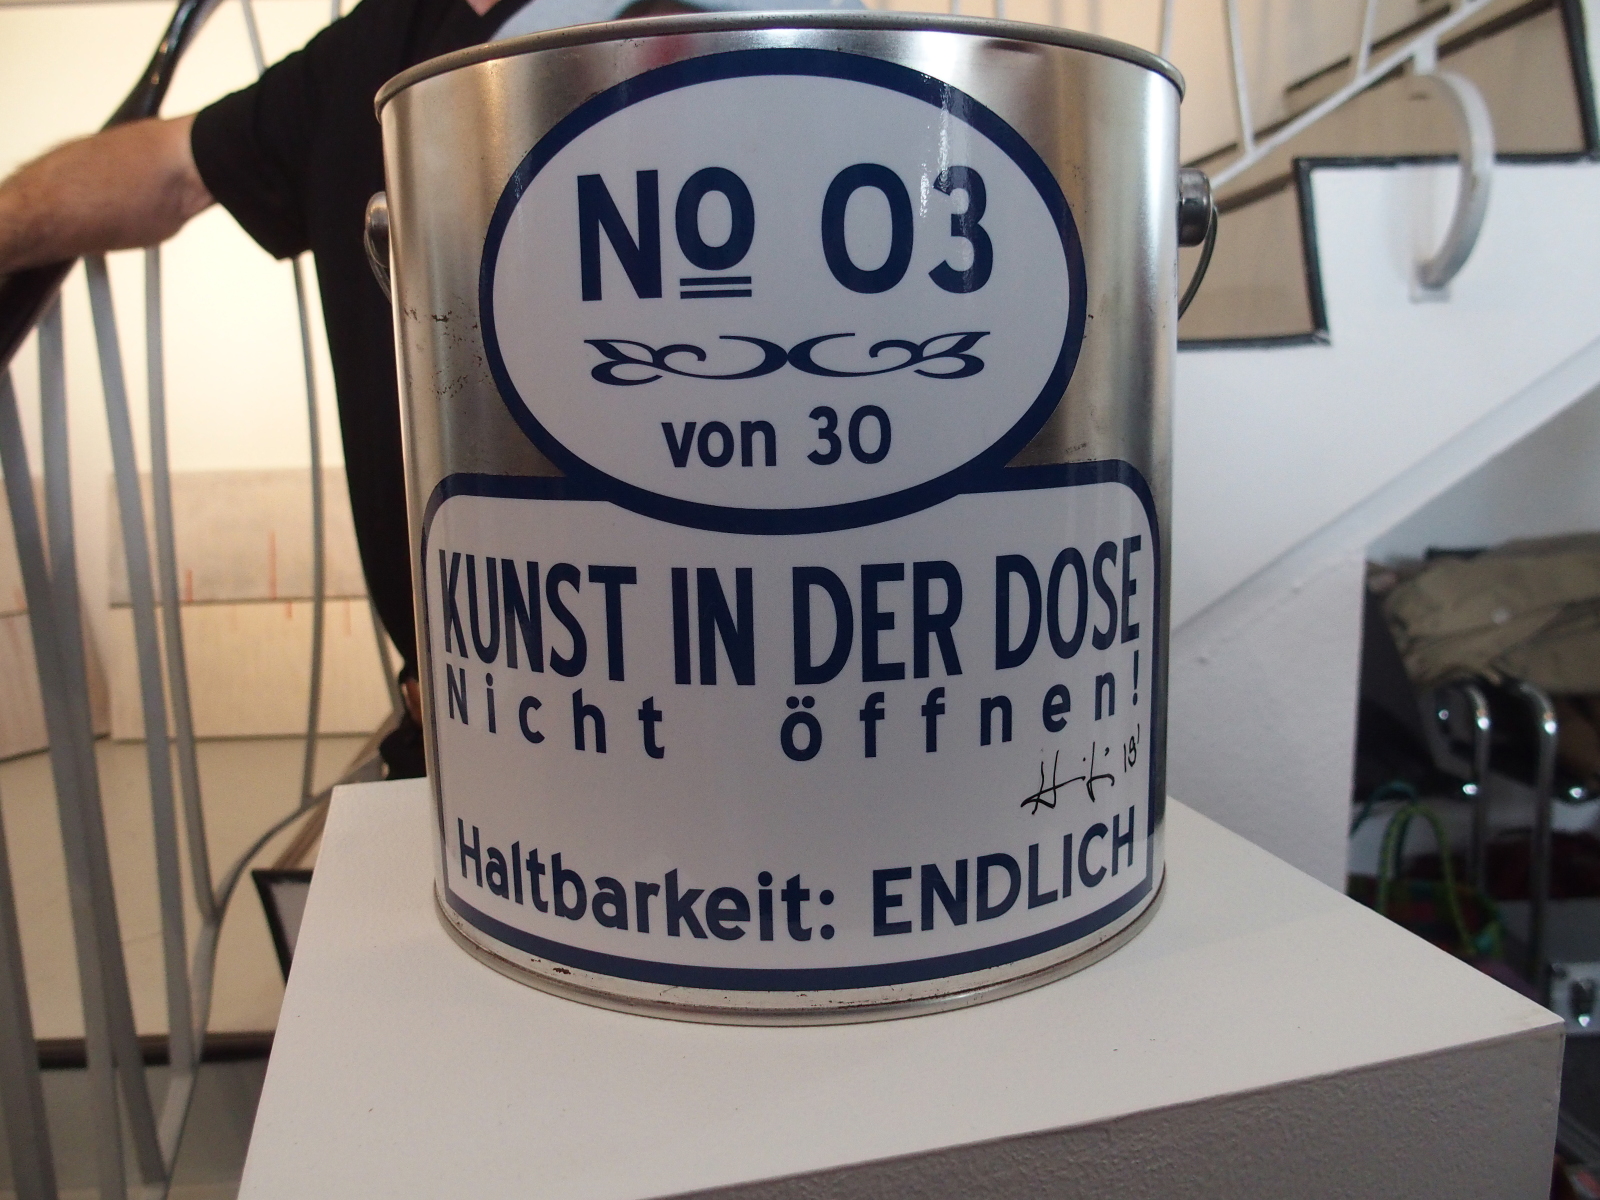 Nº 03
von 30
KUNST IN DER DOSE
Nicht öffnen!
Haltbarkeit: ENDLICH